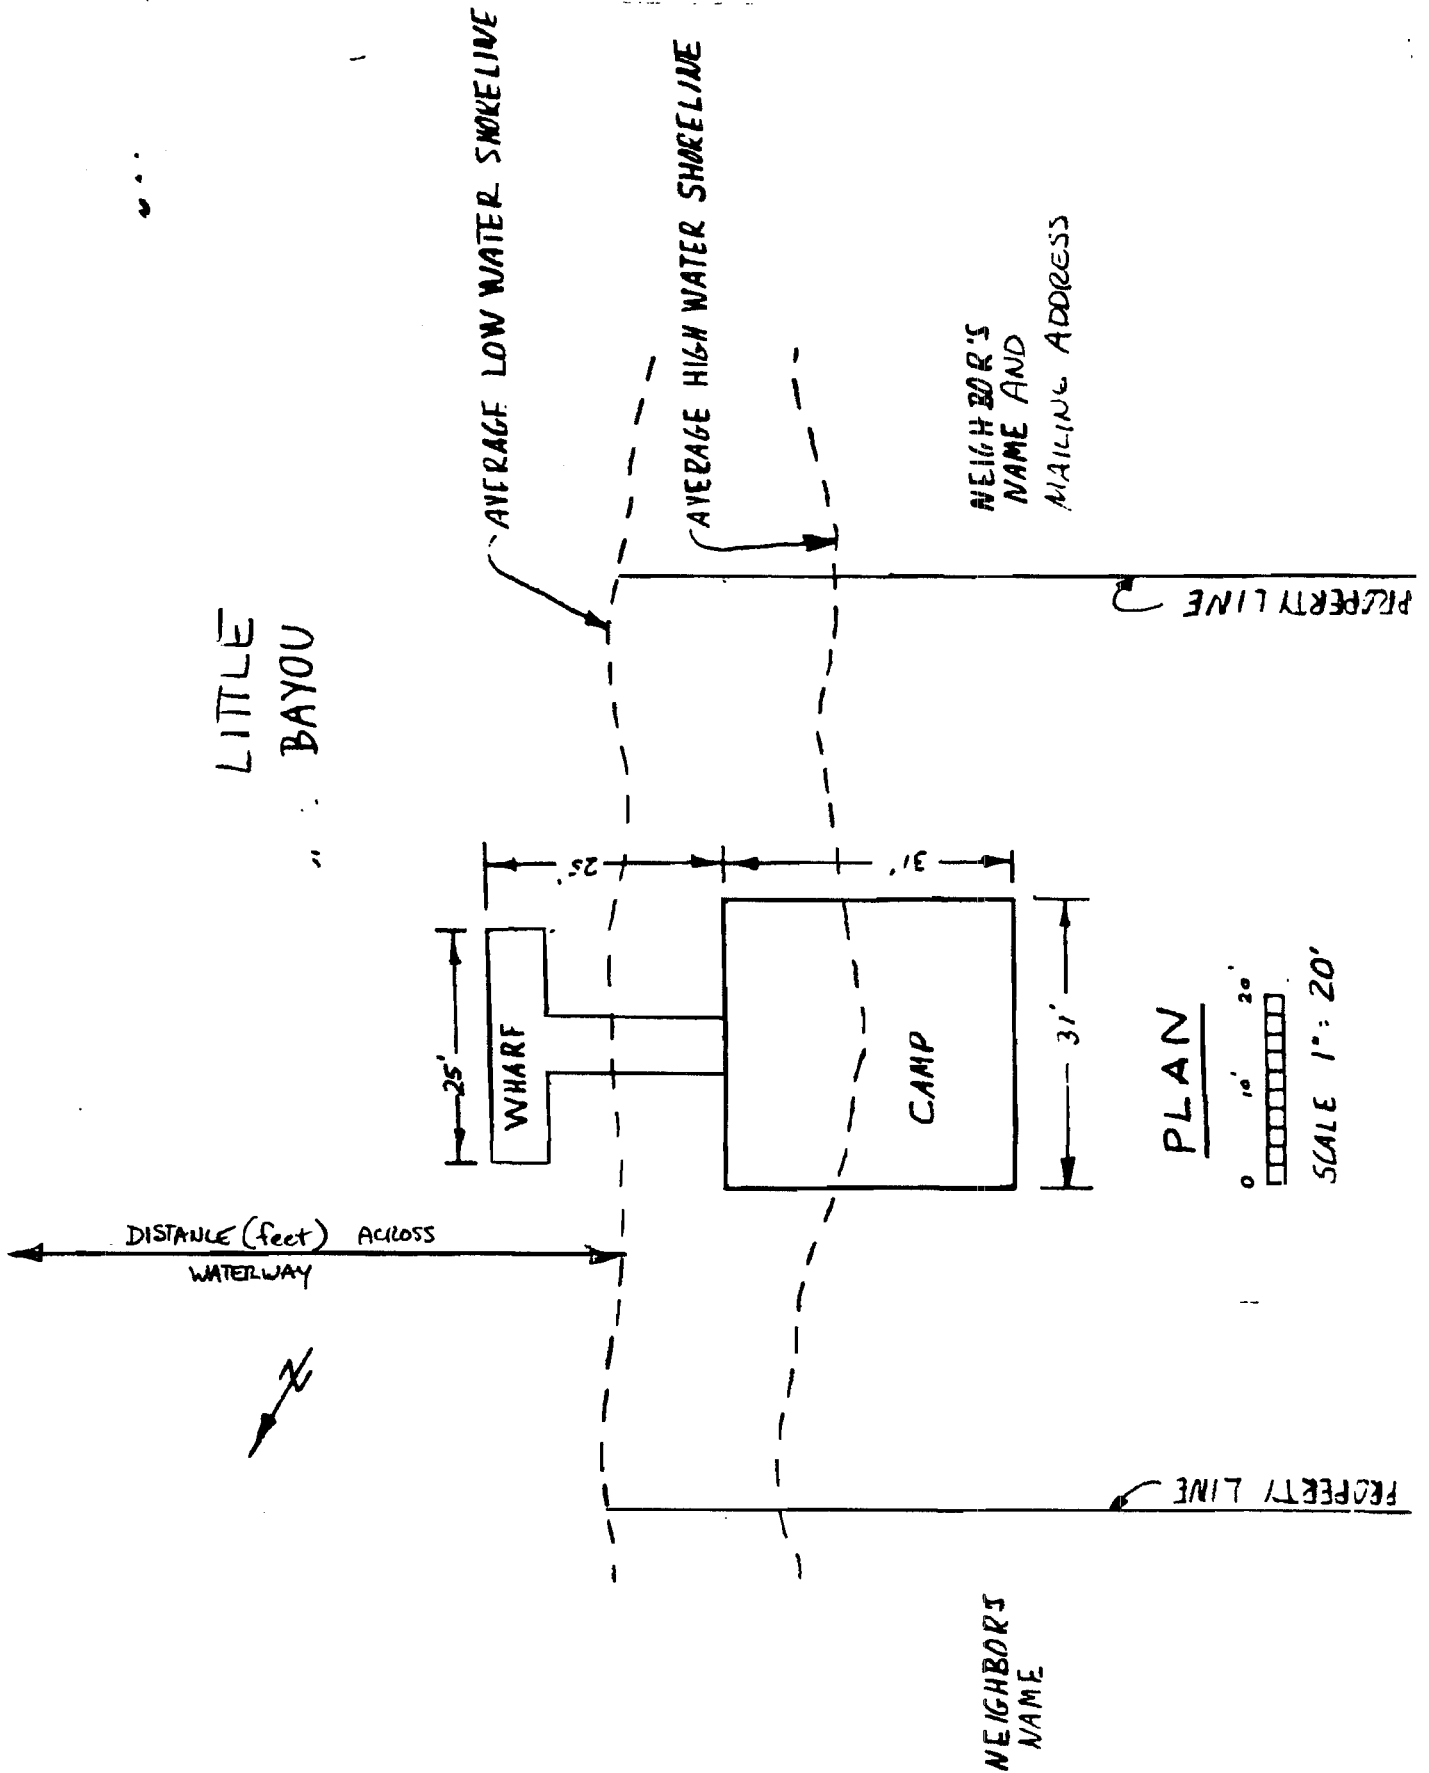 LITTLE
BAYOU
AVERAGE LOW WATER SHORELINE
AVERAGE HIGH WATER SHORELINE
DISTANCE (feet) ACROSS
WATERWAY
N
25'
WHARF
25'
31'
CAMP
31'
NEIGHBORS
NAME
NEIGHBOR'S
NAME AND
MAILING ADDRESS
PROPERTY LINE
PROPERTY LINE
PLAN
0 10' 20'
SCALE 1": 20'